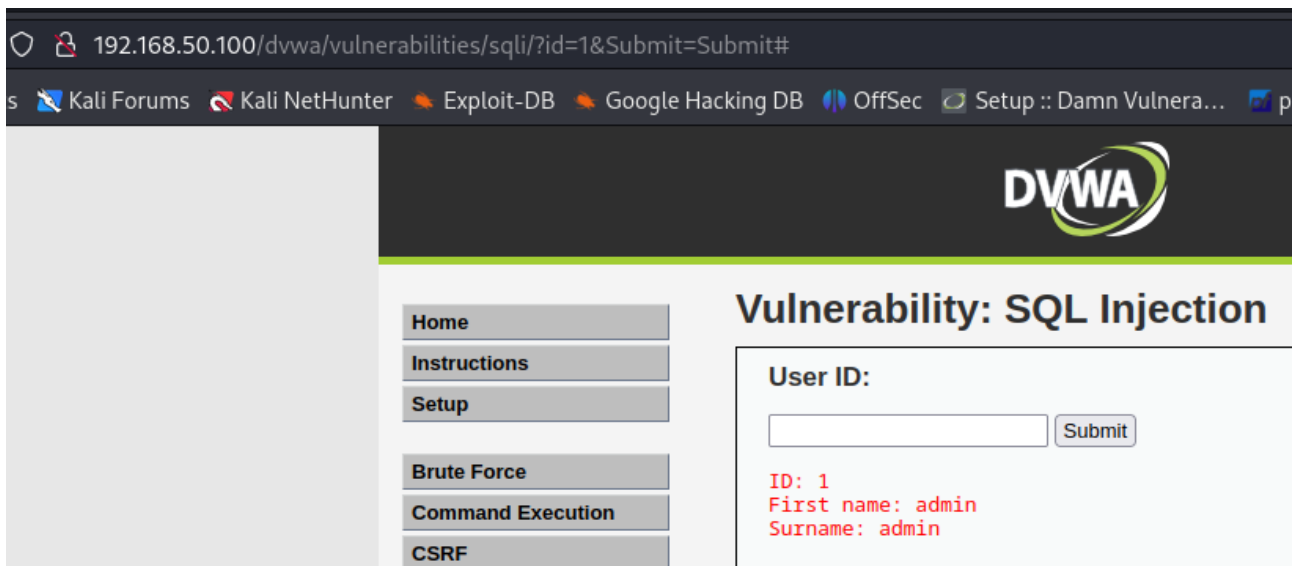 192.168.50.100/dvwa/vulnerabilities/sqli/?id=1&Submit=Submit#
s Kali Forums Kali NetHunter Exploit-DB Google Hacking DB OffSec Setup :: Damn Vulnera... p
DVWA
Vulnerability: SQL Injection
Home
Instructions
Setup
Brute Force
Command Execution
CSRF
User ID:
Submit
ID: 1
First name: admin
Surname: admin